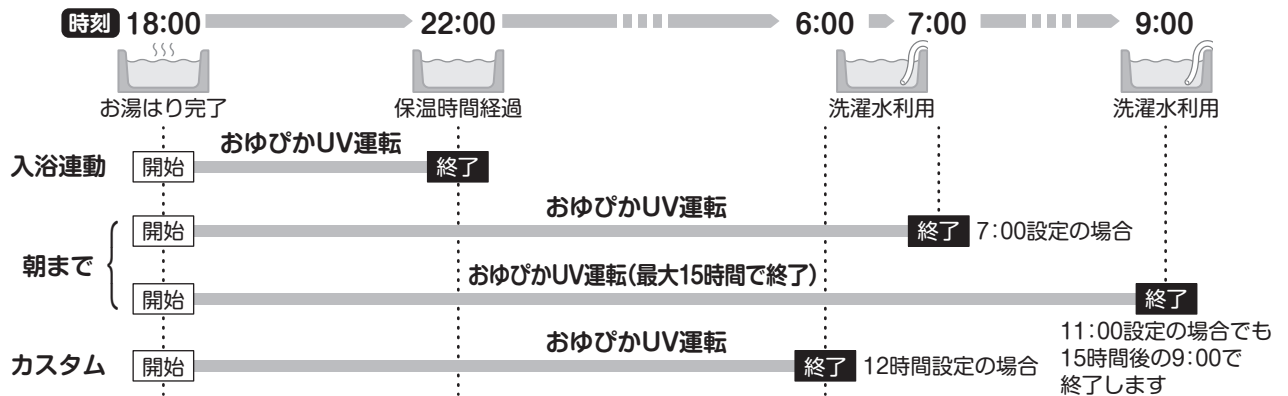 時刻 18:00 22:00 6:00 7:00 9:00
お湯はり完了 保温時間経過 洗濯水利用 洗濯水利用
おゆぴかUV運転
入浴連動 開始 終了
おゆぴかUV運転
開始 終了 7:00設定の場合
朝まで
おゆぴかUV運転(最大15時間で終了)
開始 終了
11:00設定の場合でも
15時間後の9:00で
終了します
おゆぴかUV運転
カスタム 開始 終了 12時間設定の場合